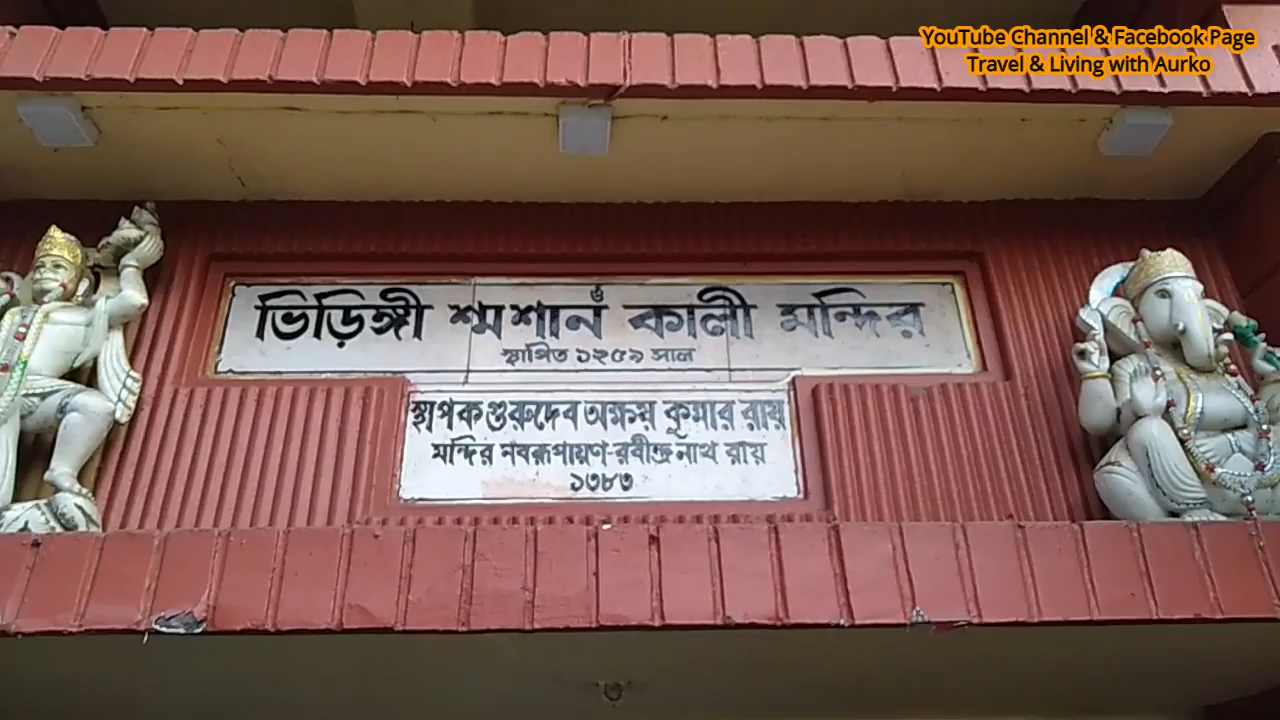 YouTube Channel & Facebook Page
Travel & Living with Aurko
ওঁ
ভিড়িঙ্গী শ্মশান কালী মন্দির
স্থাপিত ১২৫৯ সাল
স্থাপক গুরুদেব অক্ষয় কুমার রায়
মন্দির নবরূপায়ণ-রবীন্দ্র নাথ রায়
১৩৮৩